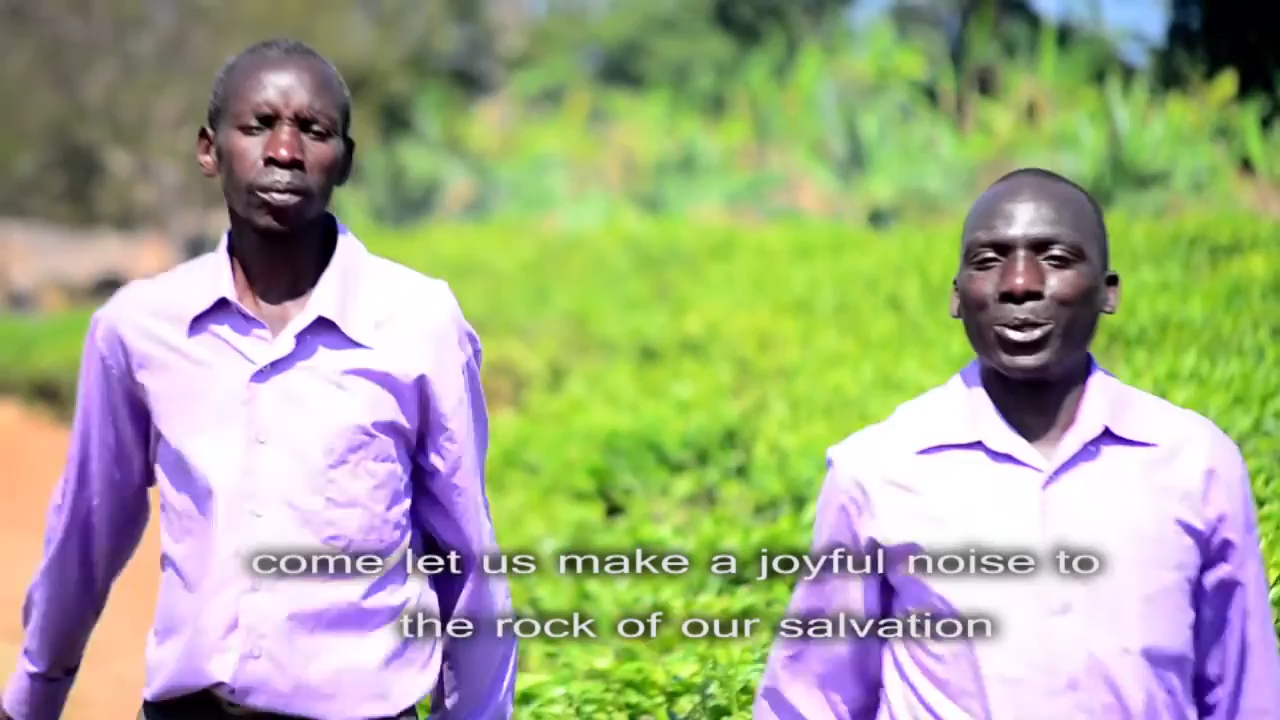 come let us make a joyful noise to
the rock of our salvation